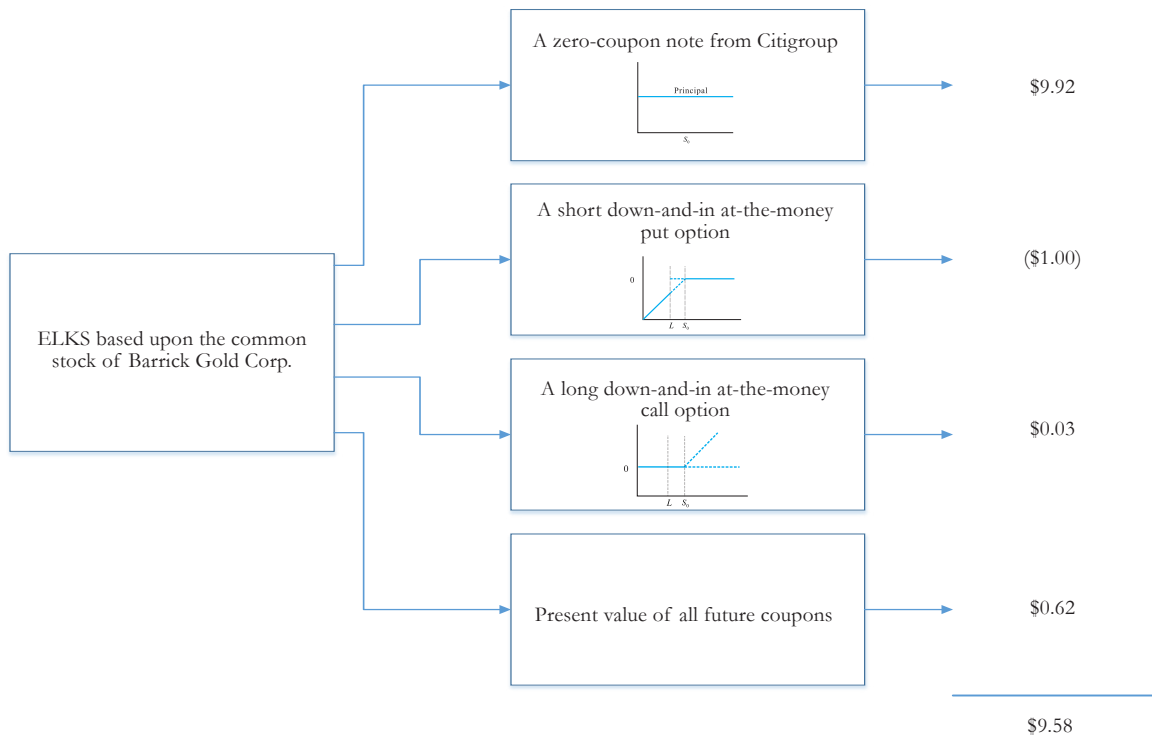 A zero-coupon note from Citigroup
Principal
S₀
$9.92
A short down-and-in at-the-money
put option
0
L
S₀
($1.00)
ELKS based upon the common
stock of Barrick Gold Corp.
A long down-and-in at-the-money
call option
0
L
S₀
$0.03
Present value of all future coupons
$0.62
$9.58